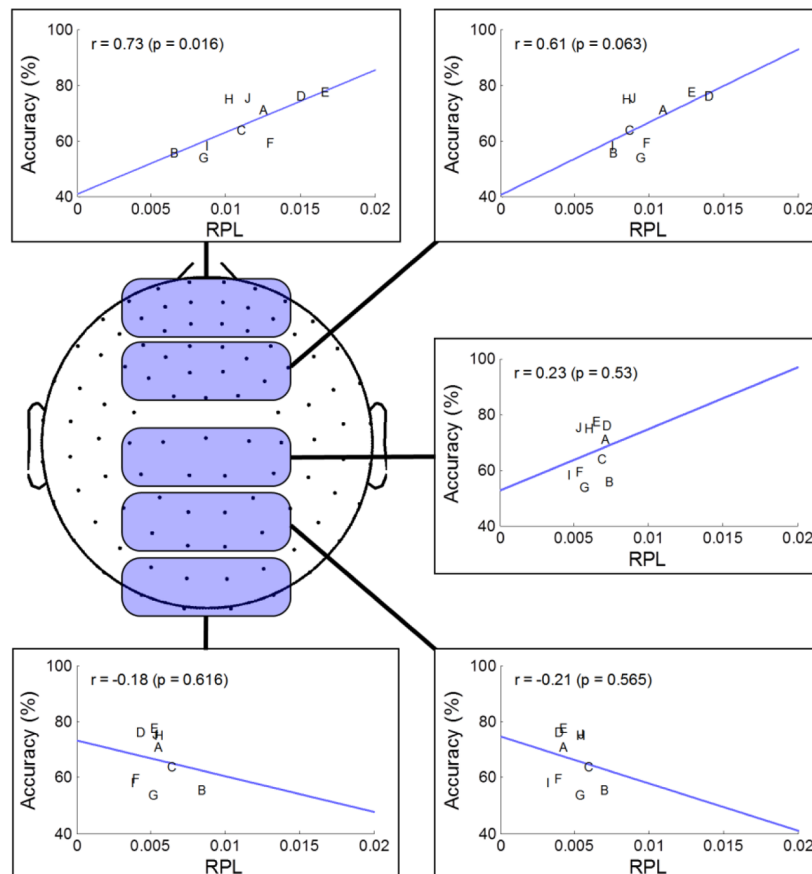 100
80
60
40
Accuracy (%)
r = 0.73 (p = 0.016)
H J A D E
B I G C F
0 0.005 0.01 0.015 0.02
RPL
100
80
60
40
Accuracy (%)
r = 0.61 (p = 0.063)
H J A E D
I B C G F
0 0.005 0.01 0.015 0.02
RPL
100
80
60
40
Accuracy (%)
r = 0.23 (p = 0.53)
J H E D
A
C
I F G B
0 0.005 0.01 0.015 0.02
RPL
100
80
60
40
Accuracy (%)
r = -0.18 (p = 0.616)
D E H
A
C
I F G B
0 0.005 0.01 0.015 0.02
RPL
100
80
60
40
Accuracy (%)
r = -0.21 (p = 0.565)
D E H
A
C
I F G B
0 0.005 0.01 0.015 0.02
RPL